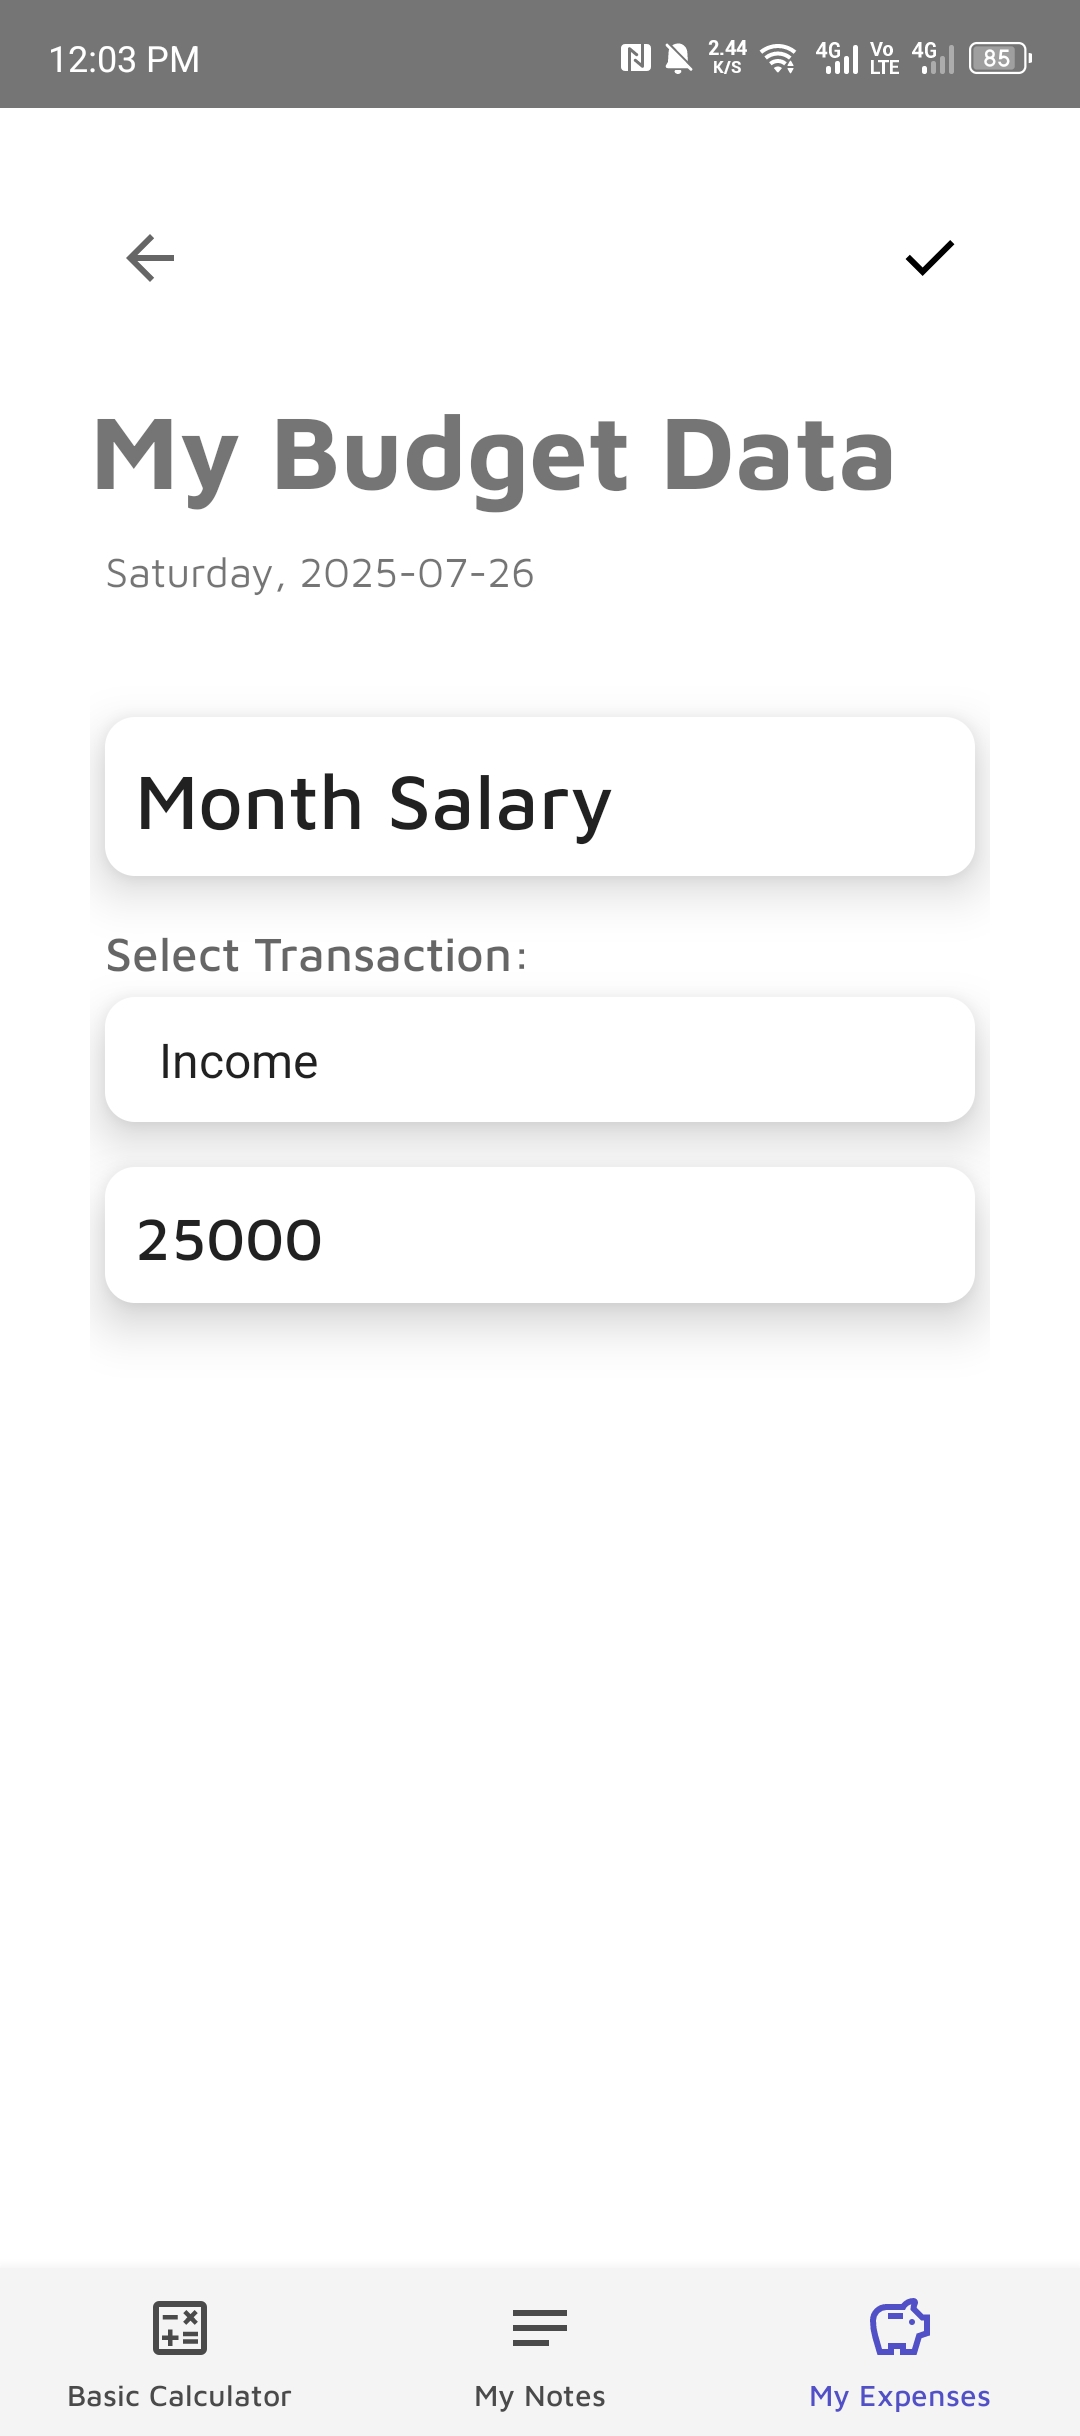 12:03 PM
2.44
K/S
4G
Vo
LTE
4G
85
My Budget Data
Saturday, 2025-07-26
Month Salary
Select Transaction:
Income
25000
Basic Calculator
My Notes
My Expenses